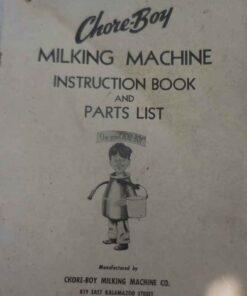 Chore-Boy
MILKING MACHINE
INSTRUCTION BOOK
AND
PARTS LIST
Manufactured by
CHORE-BOY MILKING MACHINE CO.
829 EAST KALAMAZOO STREET